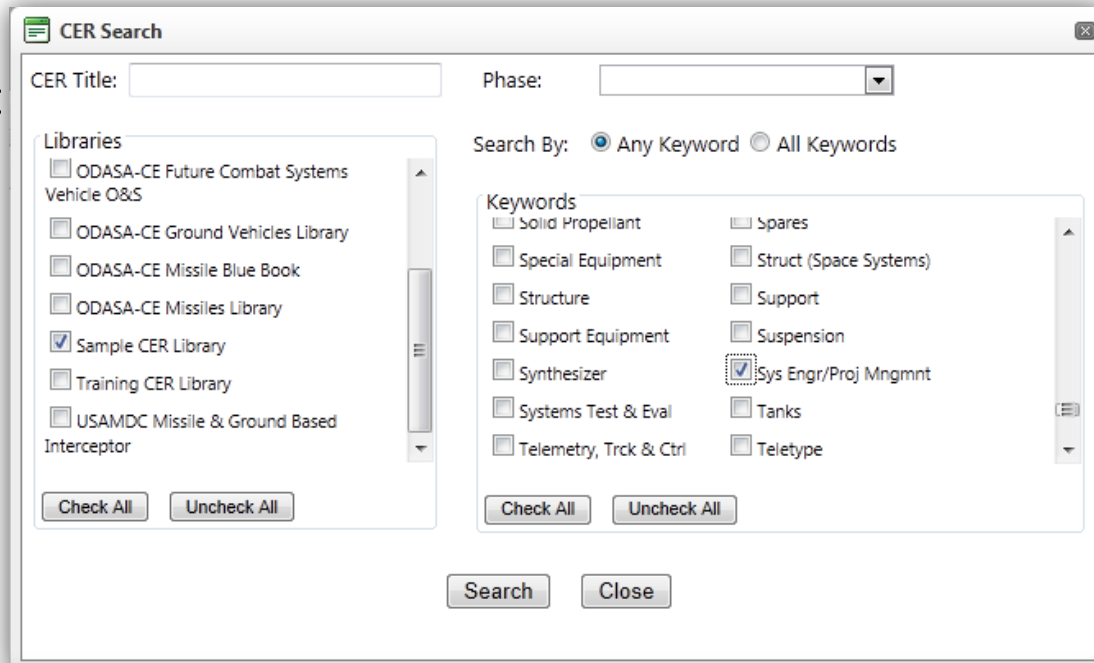 CER Search
CER Title:
Phase:
Libraries
ODASA-CE Future Combat Systems
Vehicle O&S
ODASA-CE Ground Vehicles Library
ODASA-CE Missile Blue Book
ODASA-CE Missiles Library
Sample CER Library
Training CER Library
USAMDC Missile & Ground Based
Interceptor
Check All Uncheck All
Search By: Any Keyword All Keywords
Keywords
Solid Propellant Spares
Special Equipment Struct (Space Systems)
Structure Support
Support Equipment Suspension
Synthesizer Sys Engr/Proj Mngmnt
Systems Test & Eval Tanks
Telemetry, Trck & Ctrl Teletype
Check All Uncheck All
Search Close